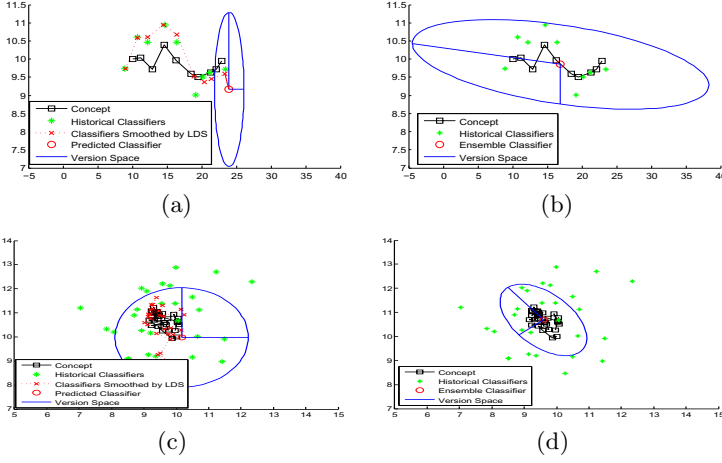 11.5
11
10.5
10
9.5
9
8.5
8
7.5
7
-5 0 5 10 15 20 25 30 35 40
Concept
Historical Classifiers
Classifiers Smoothed by LDS
Predicted Classifier
Version Space
(a)
11.5
11
10.5
10
9.5
9
8.5
8
7.5
7
-5 0 5 10 15 20 25 30 35 40
Concept
Historical Classifiers
Ensemble Classifier
Version Space
(b)
14
13
12
11
10
9
8
7
5 6 7 8 9 10 11 12 13 14 15
Concept
Historical Classifiers
Classifiers Smoothed by LDS
Predicted Classifier
Version Space
(c)
14
13
12
11
10
9
8
7
5 6 7 8 9 10 11 12 13 14 15
Concept
Historical Classifiers
Ensemble Classifier
Version Space
(d)